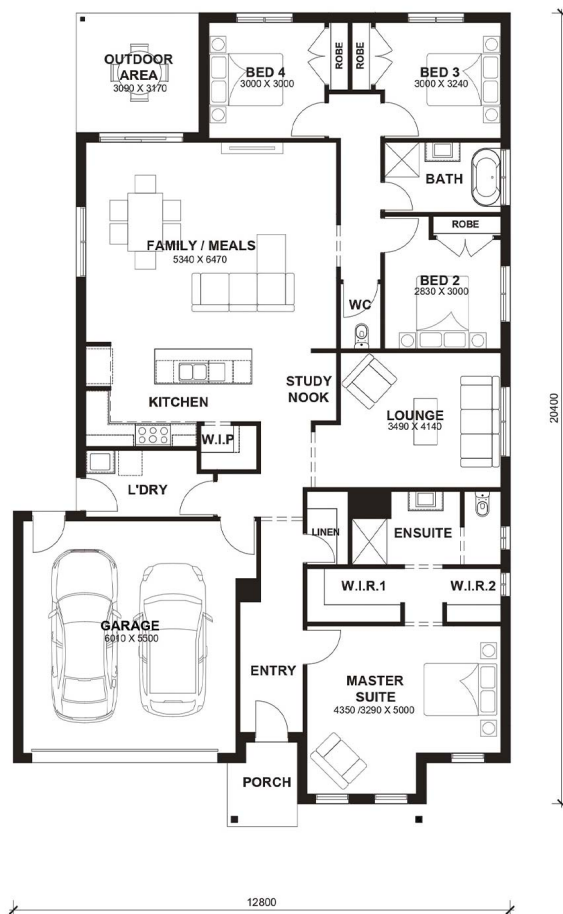 OUTDOOR
AREA
3090 X 3170
BED 4
3000 X 3000
ROBE
ROBE
BED 3
3000 X 3240
BATH
ROBE
FAMILY / MEALS
5340 X 6470
BED 2
2830 X 3000
WC
STUDY
NOOK
KITCHEN
LOUNGE
3490 X 4140
W.I.P
L'DRY
LINEN
ENSUITE
W.I.R.1
W.I.R.2
GARAGE
6010 X 5500
ENTRY
MASTER
SUITE
4350 /3290 X 5000
PORCH
20400
12800